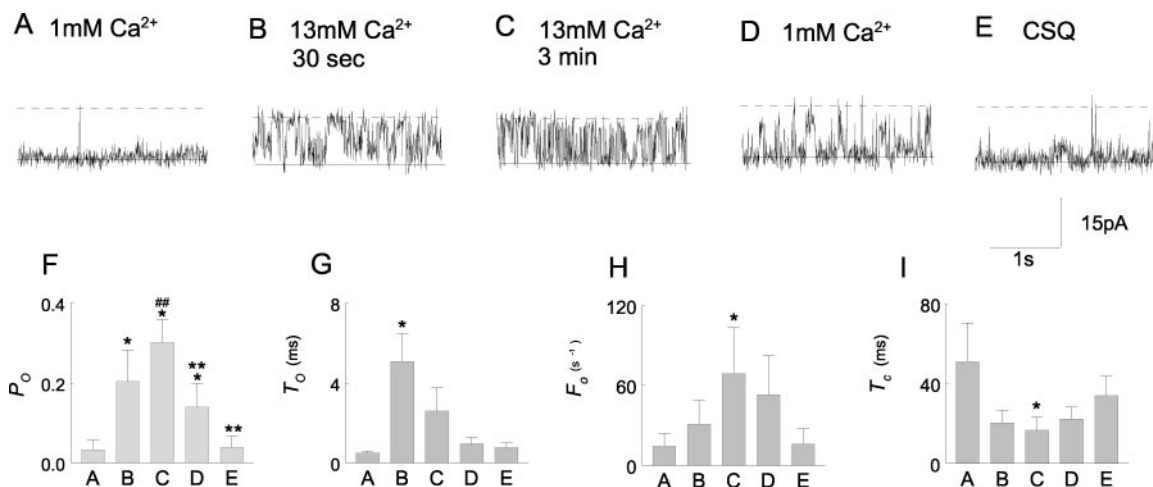 A 1mM Ca²⁺
B 13mM Ca²⁺
30 sec
C 13mM Ca²⁺
3 min
D 1mM Ca²⁺
E CSQ
15pA
1s
F
Pₒ
0.4
0.2
0.0
*
##
*
**
*
**
A B C D E
G
Tₒ (ms)
8
4
0
*
A B C D E
H
Fₒ (s⁻¹)
120
60
0
*
A B C D E
I
T꜀ (ms)
80
40
0
*
A B C D E